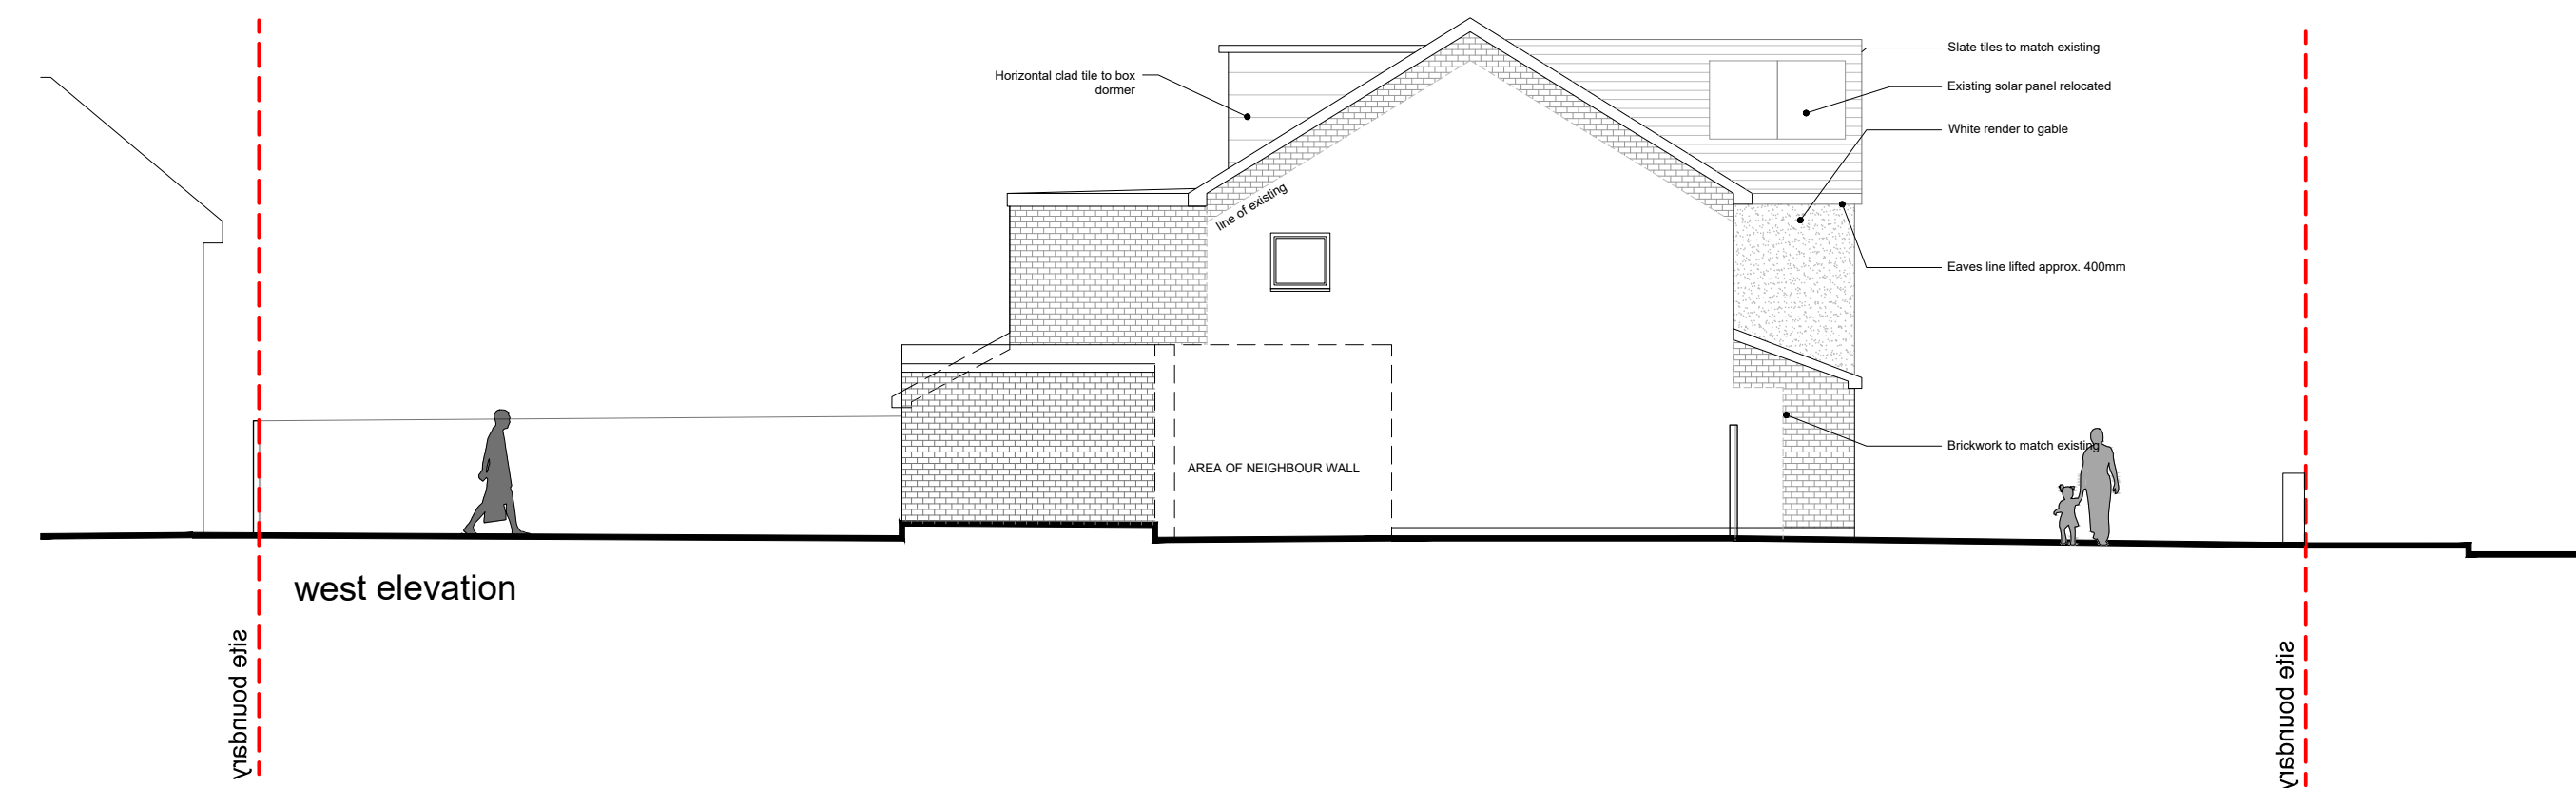 Slate tiles to match existing
Horizontal clad tile to box
dormer
Existing solar panel relocated
White render to gable
line of existing
Eaves line lifted approx. 400mm
Brickwork to match existing
AREA OF NEIGHBOUR WALL
west elevation
site boundary
site boundary